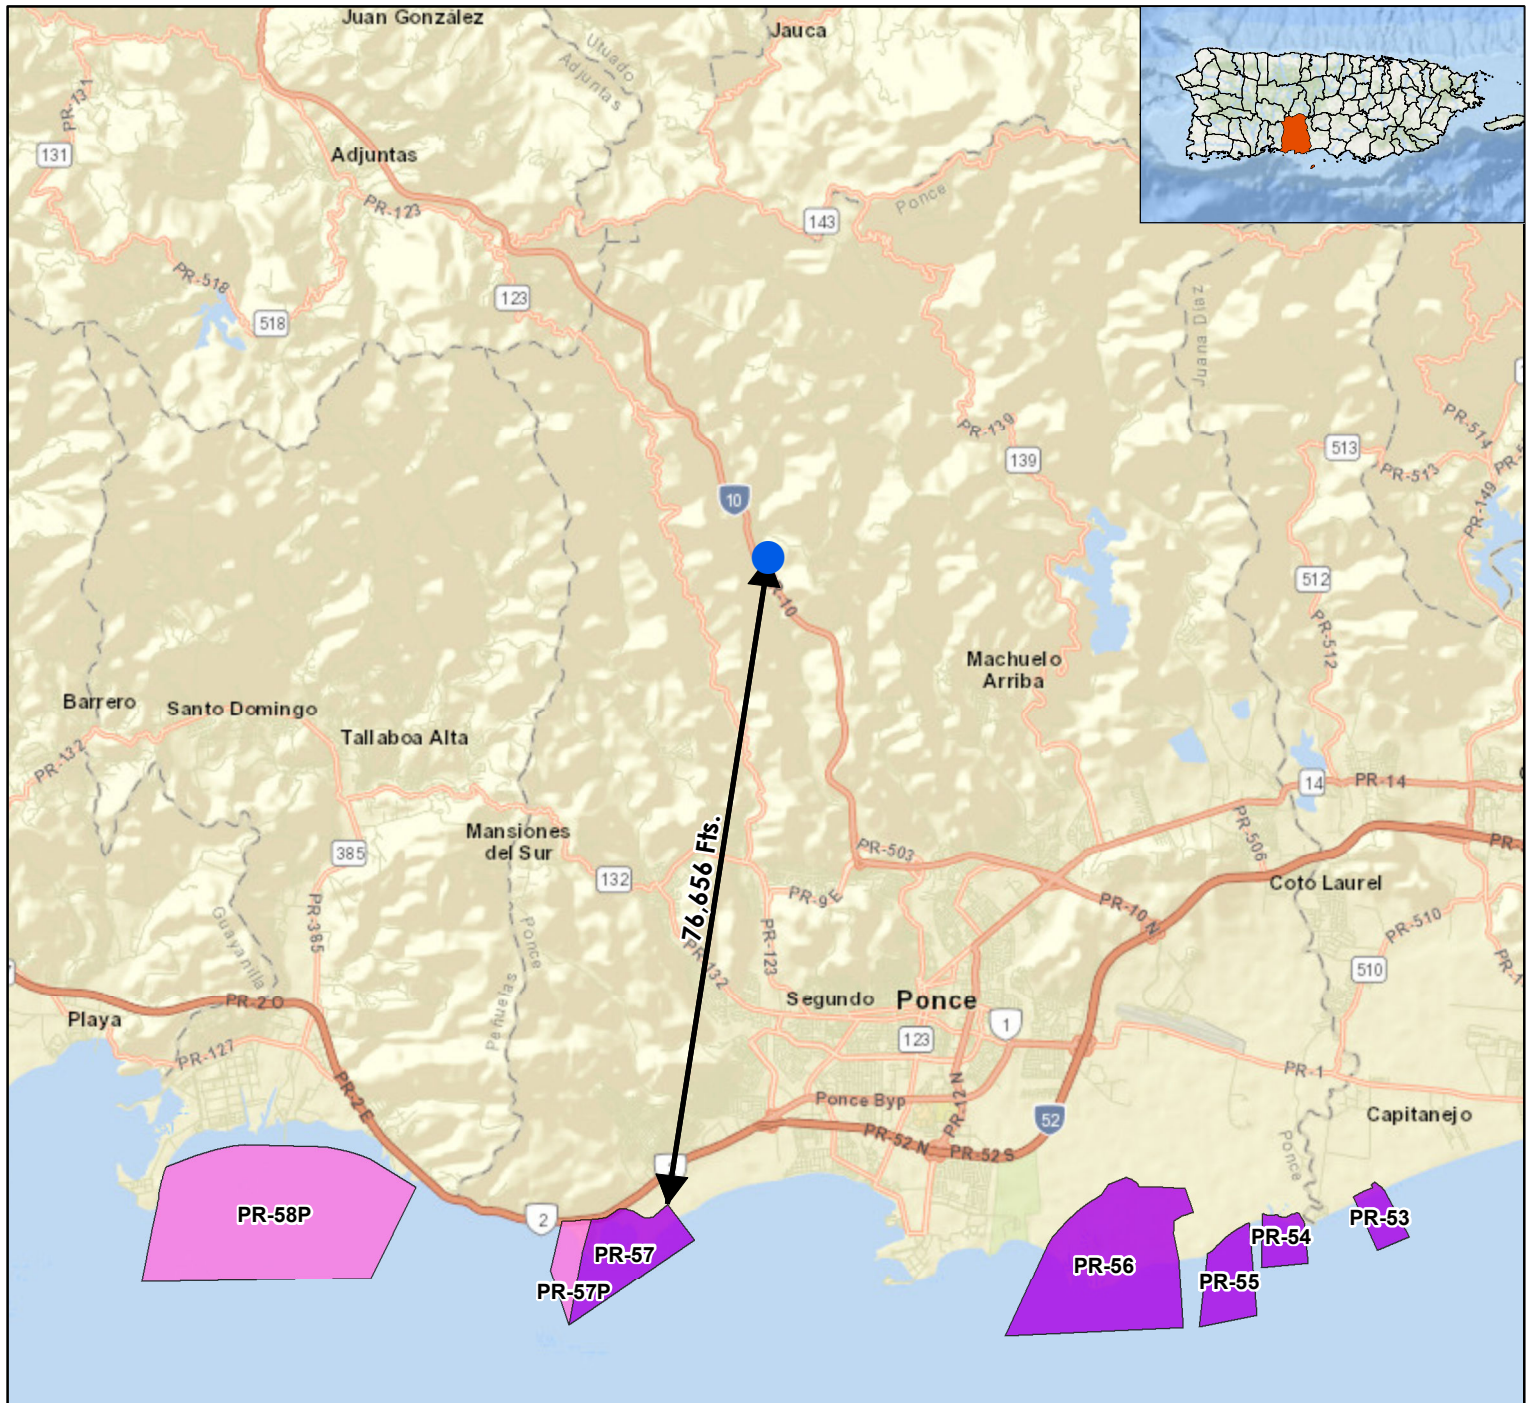 Juan González
Jauca
Utuado
Adjuntas
PR-131
131
Adjuntas
PR-123
Ponce
143
PR-518
518
123
Juana Díaz
PR-139
139
PR-514
513
PR-513
PR-149
10
512
PR-512
Machuelo
Arriba
Barrero
Santo Domingo
Tallaboa Alta
PR-132
14
PR-14
PR-506
Mansiones
del Sur
385
132
PR-503
PR-9E
76,656 Fts.
Coto Laurel
PR-10 N
PR-510
510
PR-385
Guayanilla
Ponce
Peñuelas
PR-123
PR-132
Segundo
Ponce
1
123
PR-2 O
Playa
PR-127
PR-2 E
PR-1
Ponce Byp
PR-12 N
52
PR-52 N
PR-52 S
Capitanejo
Ponce
2
PR-58P
PR-57
PR-57P
PR-56
PR-55
PR-54
PR-53